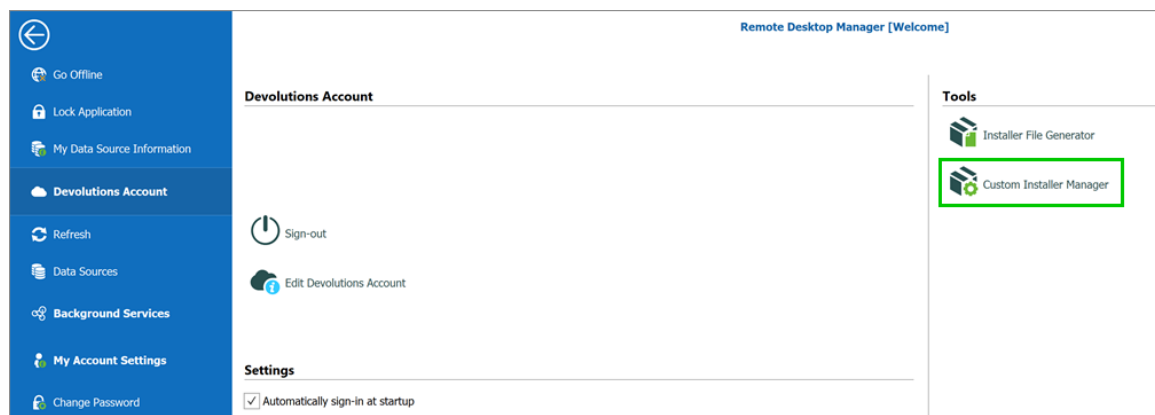 Remote Desktop Manager [Welcome]
Go Offline
Lock Application
My Data Source Information
Devolutions Account
Refresh
Data Sources
Background Services
My Account Settings
Change Password
Devolutions Account
Sign-out
Edit Devolutions Account
Settings
Automatically sign-in at startup
Tools
Installer File Generator
Custom Installer Manager